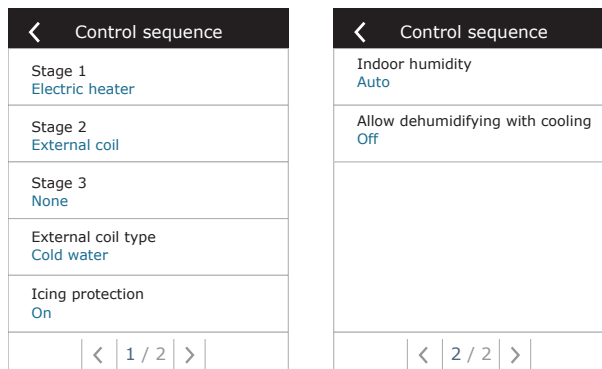 Control sequence
Stage 1
Electric heater
Stage 2
External coil
Stage 3
None
External coil type
Cold water
Icing protection
On
1 / 2
Control sequence
Indoor humidity
Auto
Allow dehumidifying with cooling
Off
2 / 2